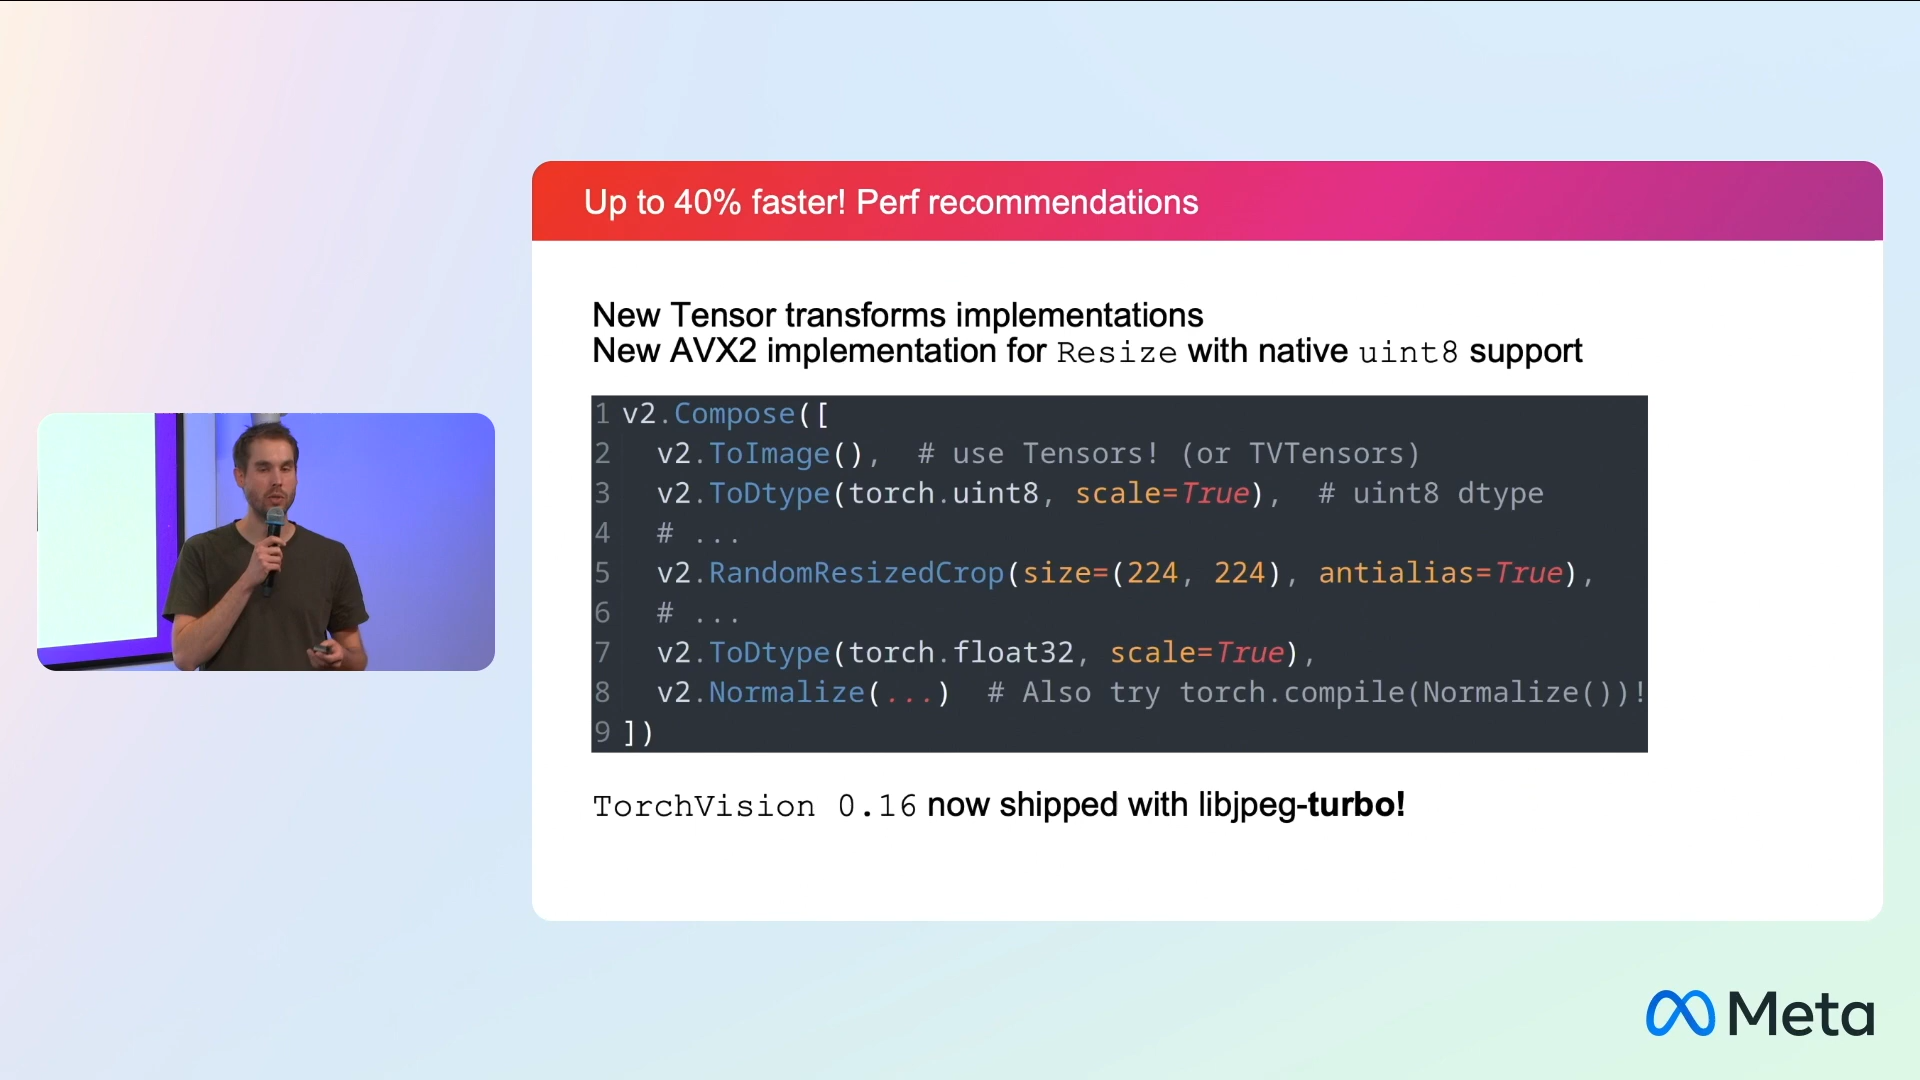 Up to 40% faster! Perf recommendations
New Tensor transforms implementations
New AVX2 implementation for Resize with native uint8 support
1 v2.Compose([
2   v2.ToImage(),  # use Tensors! (or TVTensors)
3   v2.ToDtype(torch.uint8, scale=True),  # uint8 dtype
4   # ...
5   v2.RandomResizedCrop(size=(224, 224), antialias=True),
6   # ...
7   v2.ToDtype(torch.float32, scale=True),
8   v2.Normalize(...)  # Also try torch.compile(Normalize())!
9 ])
TorchVision 0.16 now shipped with libjpeg-turbo!
Meta